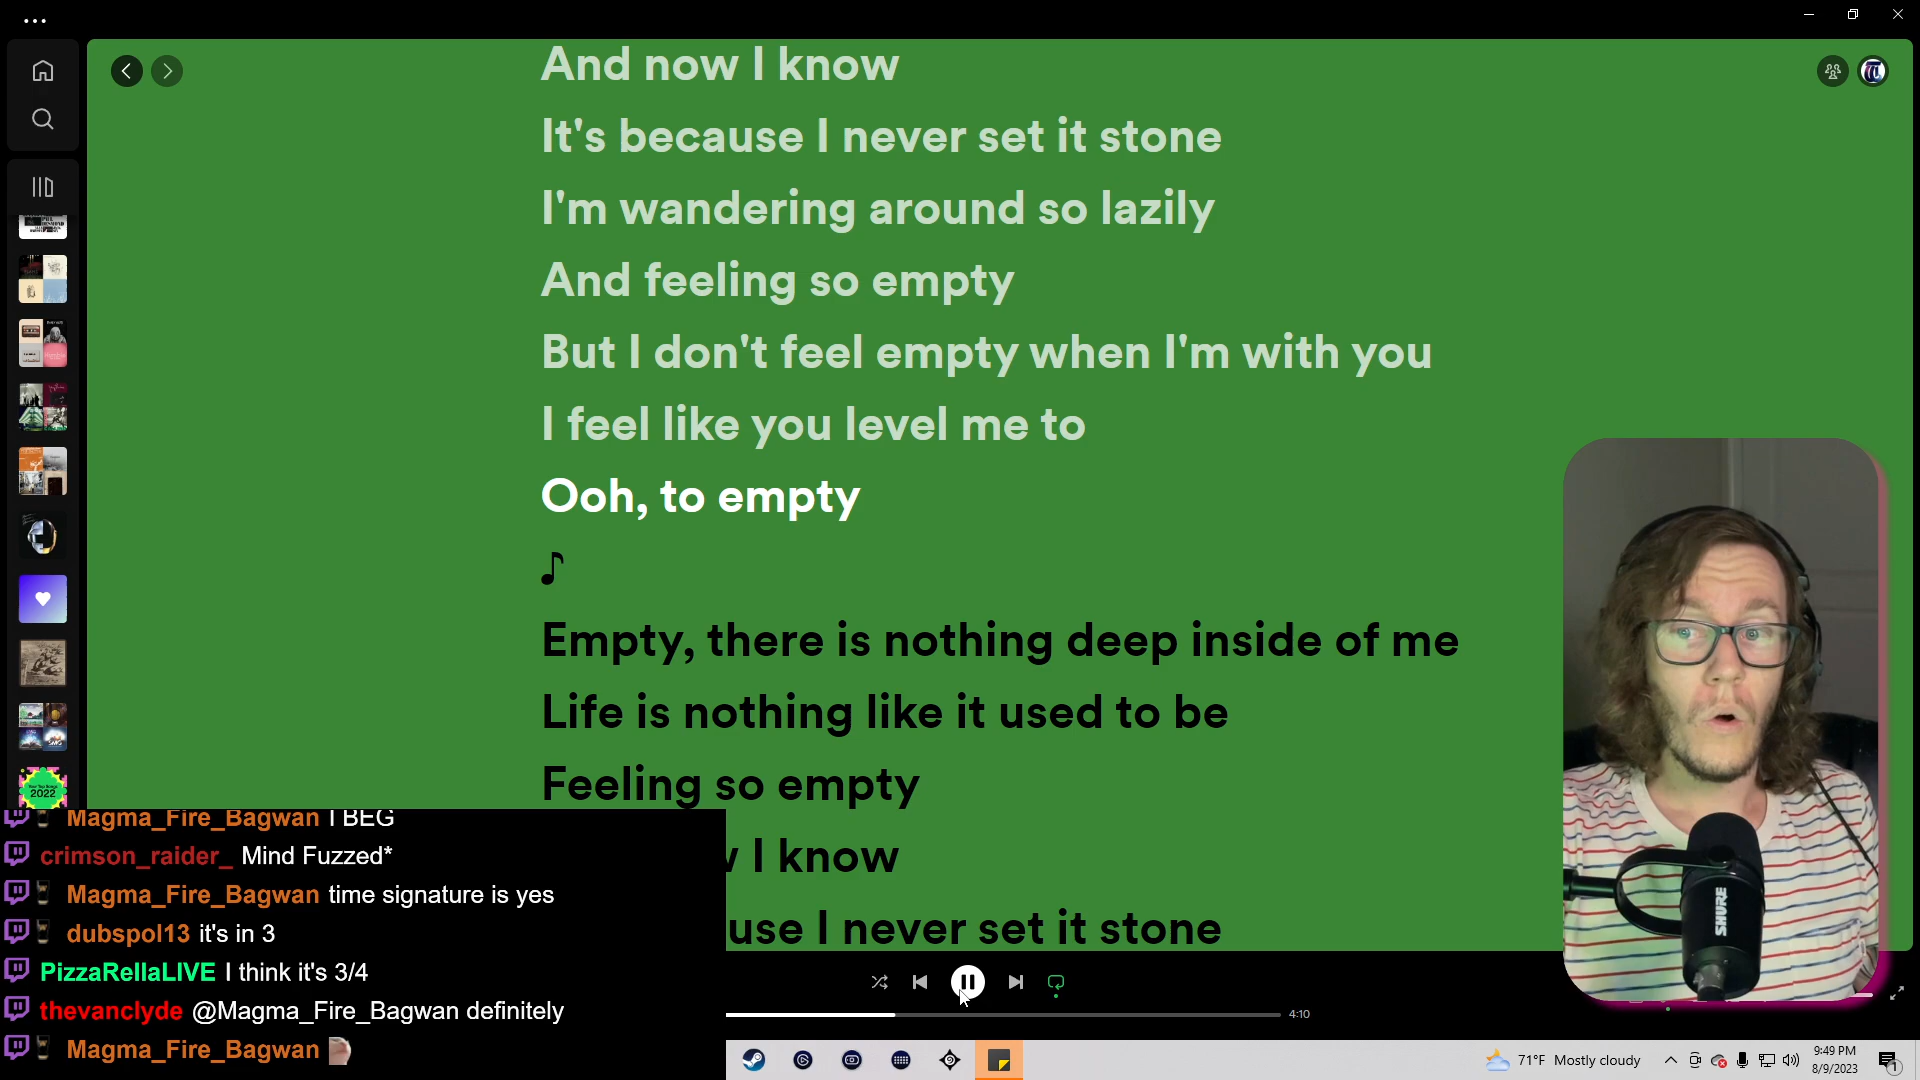 And now I know
It's because I never set it stone
I'm wandering around so lazily
And feeling so empty
But I don't feel empty when I'm with you
I feel like you level me to
Ooh, to empty
♪
Empty, there is nothing deep inside of me
Life is nothing like it used to be
Feeling so empty
I know
use I never set it stone
2022
Magma_Fire_Bagwan I BEG
crimson_raider_ Mind Fuzzed*
Magma_Fire_Bagwan time signature is yes
dubspol13 it's in 3
PizzaRellaLIVE I think it's 3/4
thevanclyde @Magma_Fire_Bagwan definitely
Magma_Fire_Bagwan
SHURE
4:10
71°F Mostly cloudy
9:49 PM
8/9/2023
1